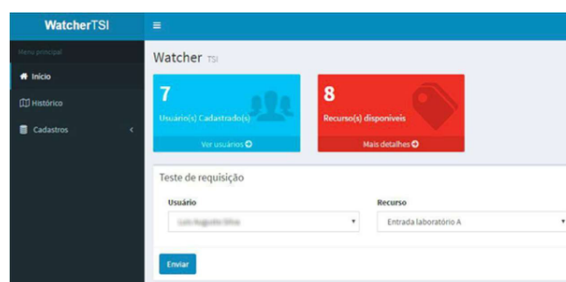 WatcherTSI
Menu principal
Início
Histórico
Cadastros
Watcher TSI
7
Usuário(s) Cadastrado(s)
Ver usuários
8
Recurso(s) disponíveis
Mais detalhes
Teste de requisição
Usuário
Recurso
Entrada laboratório A
Enviar